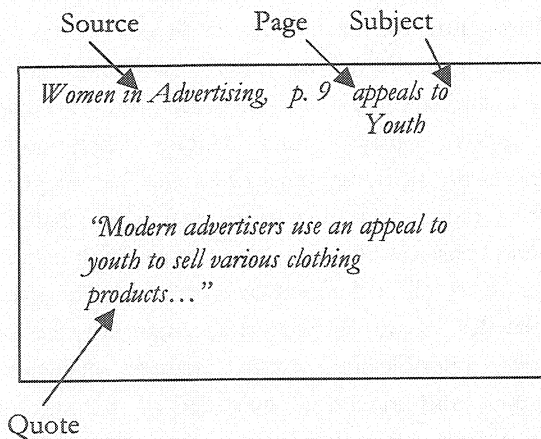 Source Page Subject
Women in Advertising, p. 9 appeals to
Youth
“Modern advertisers use an appeal to
youth to sell various clothing
products…”
Quote